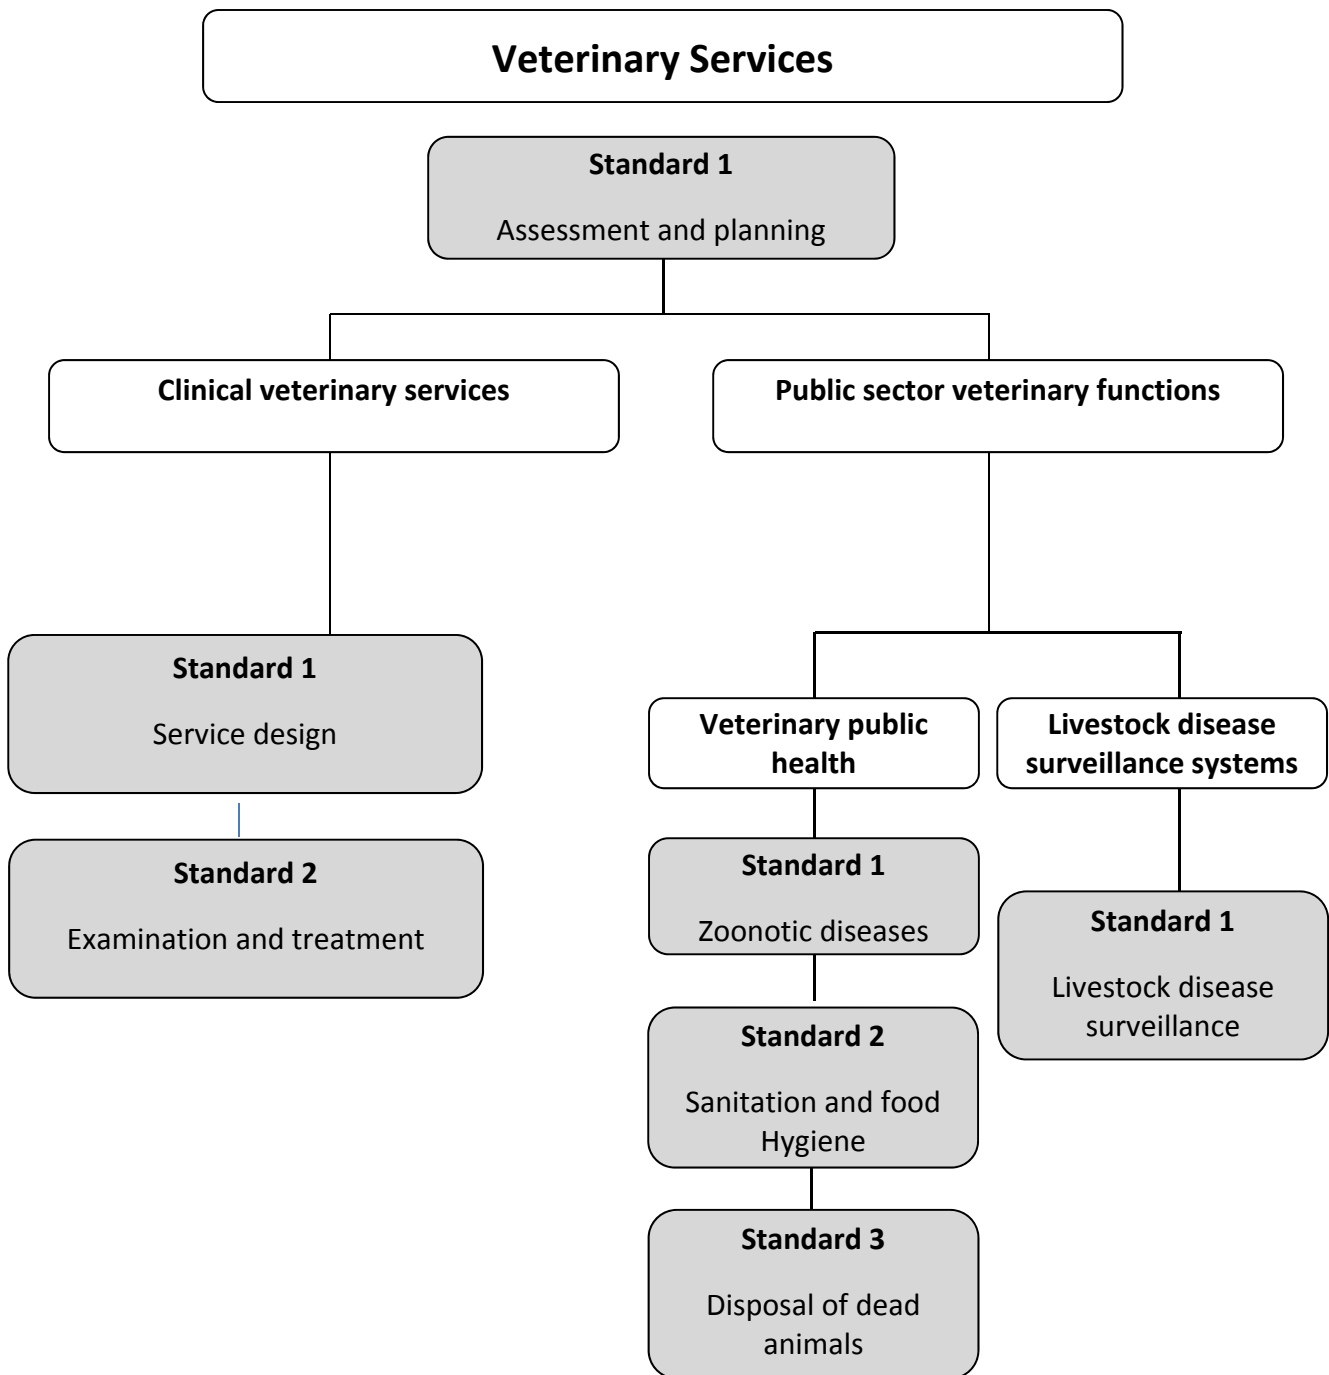 Veterinary Services
Standard 1
Assessment and planning
Clinical veterinary services
Public sector veterinary functions
Standard 1
Service design
Standard 2
Examination and treatment
Veterinary public
health
Standard 1
Zoonotic diseases
Standard 2
Sanitation and food
Hygiene
Standard 3
Disposal of dead
animals
Livestock disease
surveillance systems
Standard 1
Livestock disease
surveillance